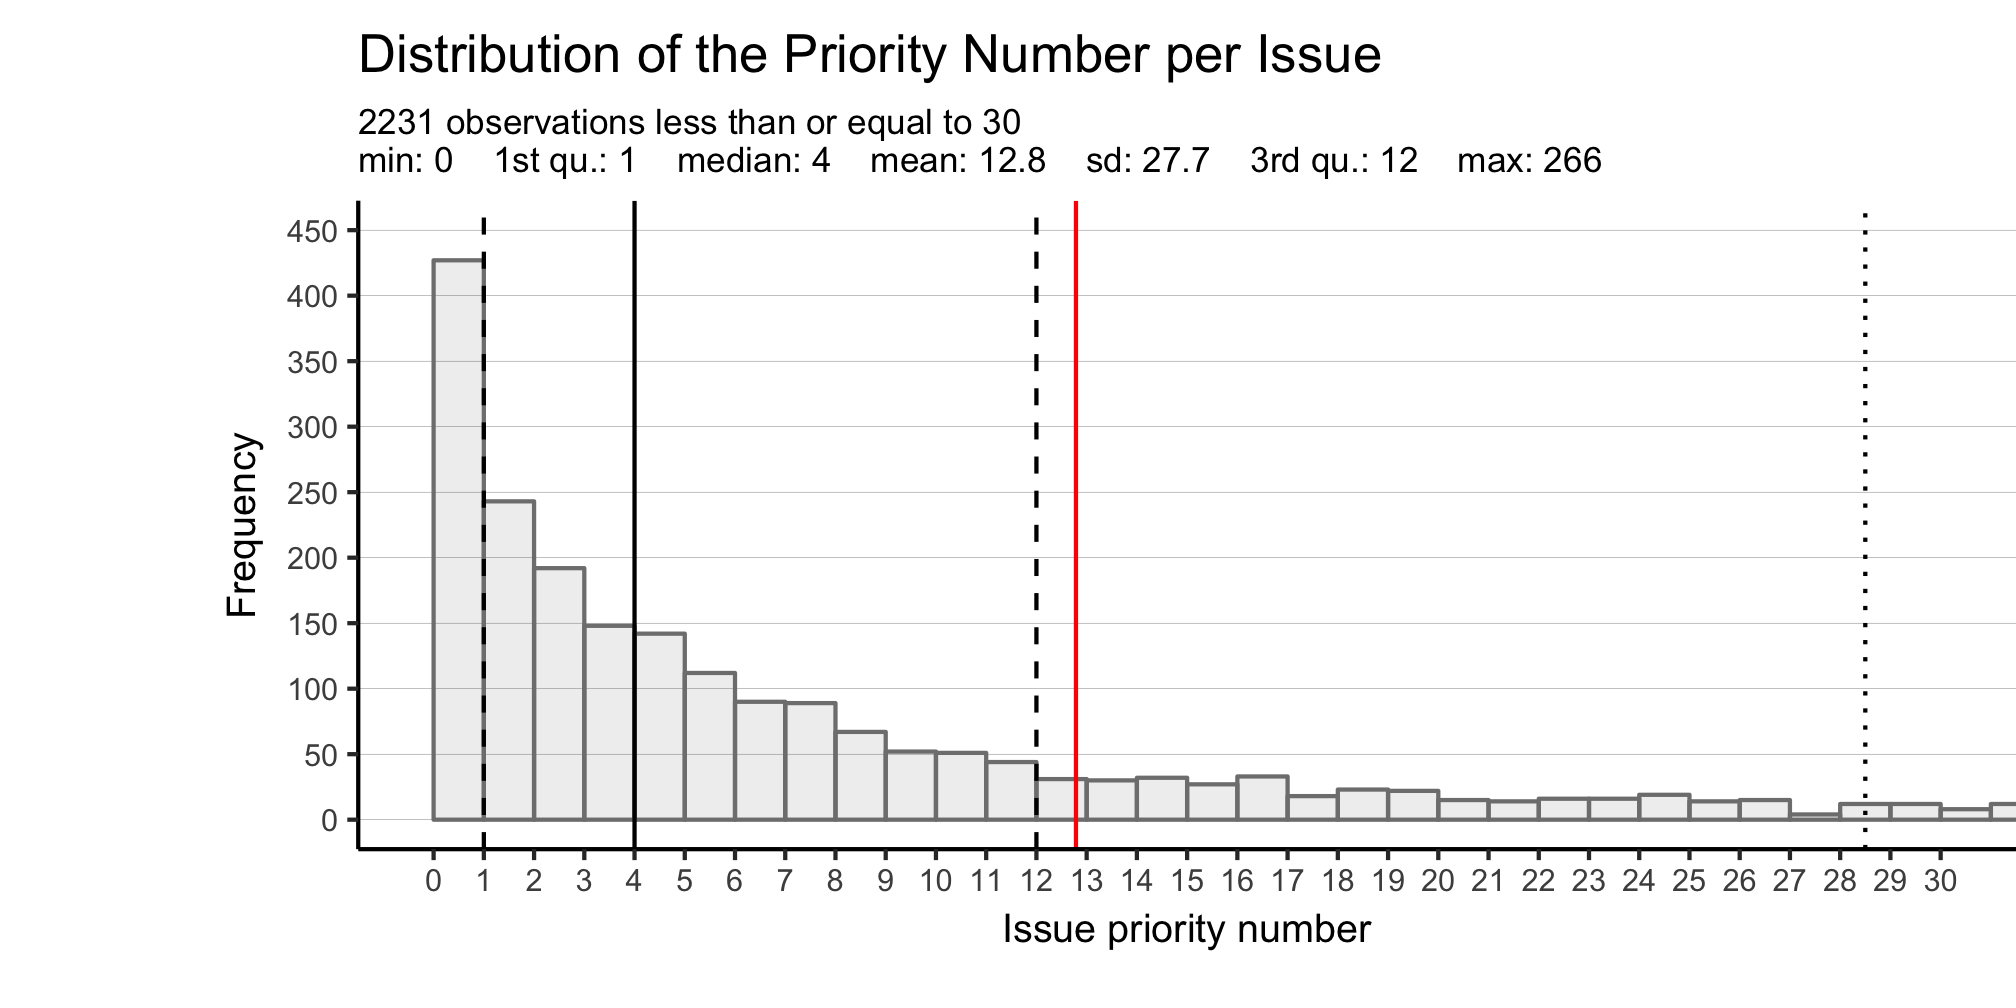 Distribution of the Priority Number per Issue
2231 observations less than or equal to 30
min: 0 1st qu.: 1 median: 4 mean: 12.8 sd: 27.7 3rd qu.: 12 max: 266
450
400
350
300
250
200
150
100
50
0
Frequency
0 1 2 3 4 5 6 7 8 9 10 11 12 13 14 15 16 17 18 19 20 21 22 23 24 25 26 27 28 29 30
Issue priority number